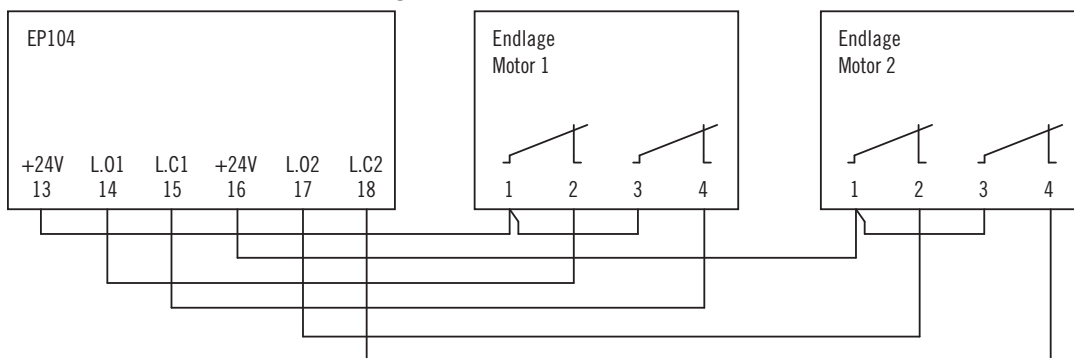 EP104
+24V L.O1 L.C1 +24V L.O2 L.C2
13 14 15 16 17 18
Endlage
Motor 1
1 2 3 4
Endlage
Motor 2
1 2 3 4